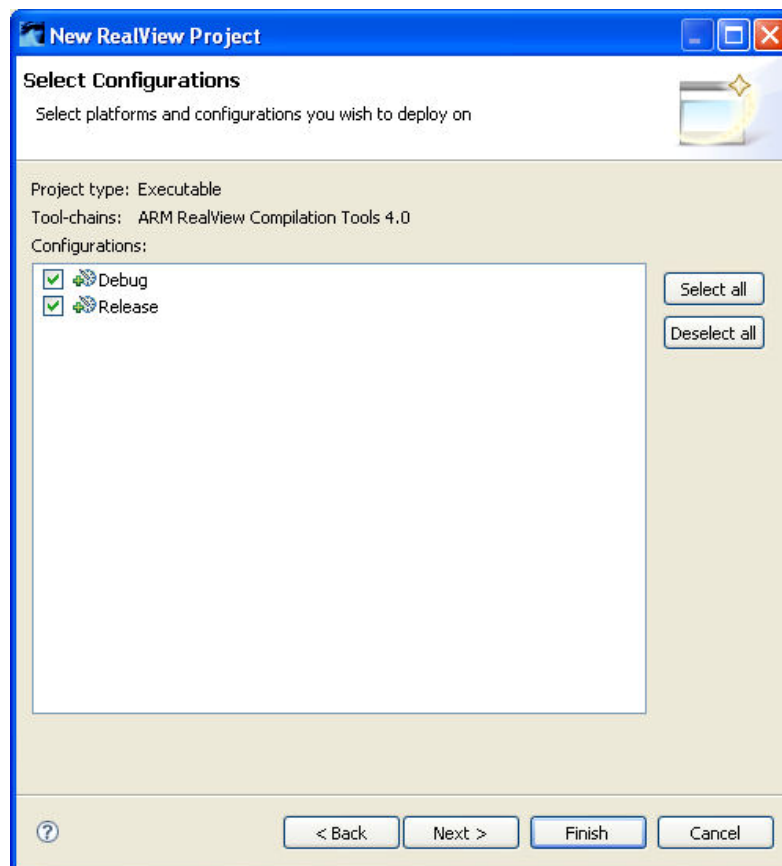 New RealView Project
Select Configurations
Select platforms and configurations you wish to deploy on
Project type: Executable
Tool-chains: ARM RealView Compilation Tools 4.0
Configurations:
Debug
Release
Select all
Deselect all
? < Back Next > Finish Cancel